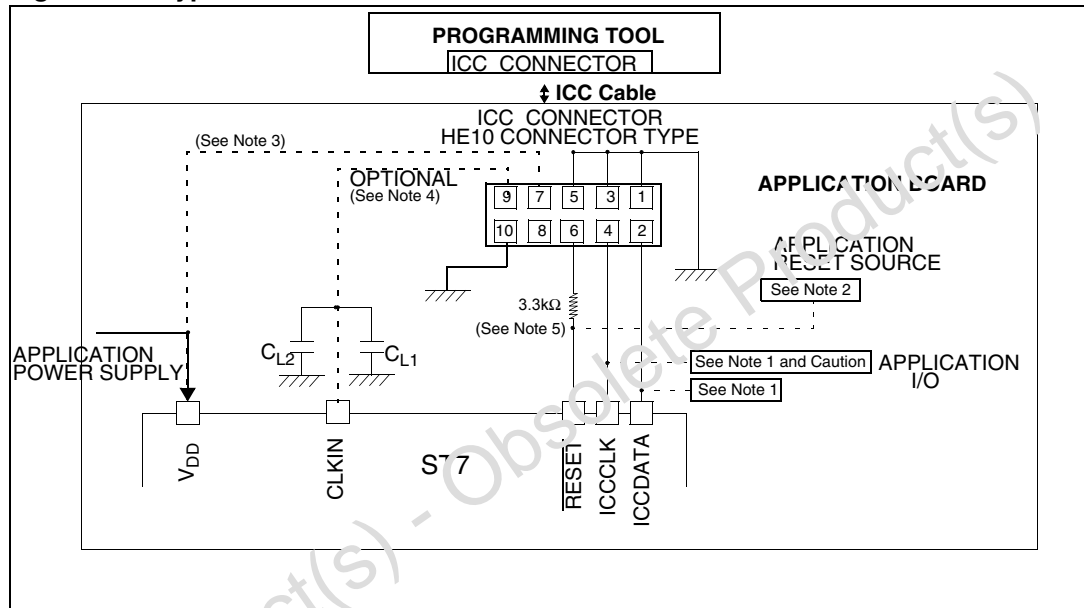 PROGRAMMING TOOL
ICC CONNECTOR
ICC Cable
ICC CONNECTOR
HE10 CONNECTOR TYPE
(See Note 3)
OPTIONAL
(See Note 4)
9 7 5 3 1
10 8 6 4 2
APPLICATION BOARD
APPLICATION
RESET SOURCE
See Note 2
3.3kΩ
(See Note 5)
CL2
CL1
APPLICATION
POWER SUPPLY
See Note 1 and Caution
APPLICATION
I/O
See Note 1
VDD
CLKIN
ST7
RESET
ICCCLK
ICCDATA
Obsolete Product(s)
ct(s) -